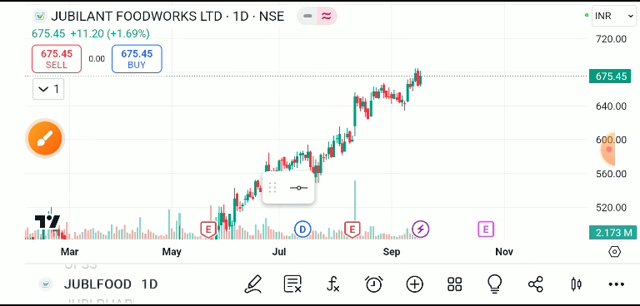 JUBILANT FOODWORKS LTD · 1D · NSE
INR
675.45 +11.20 (+1.69%)
720.00
675.45
SELL
0.00
675.45
BUY
675.45
1
640.00
600.00
560.00
520.00
E
D
E
E
2.173 M
Mar
May
Jul
Sep
Nov
JUBLFOOD 1D